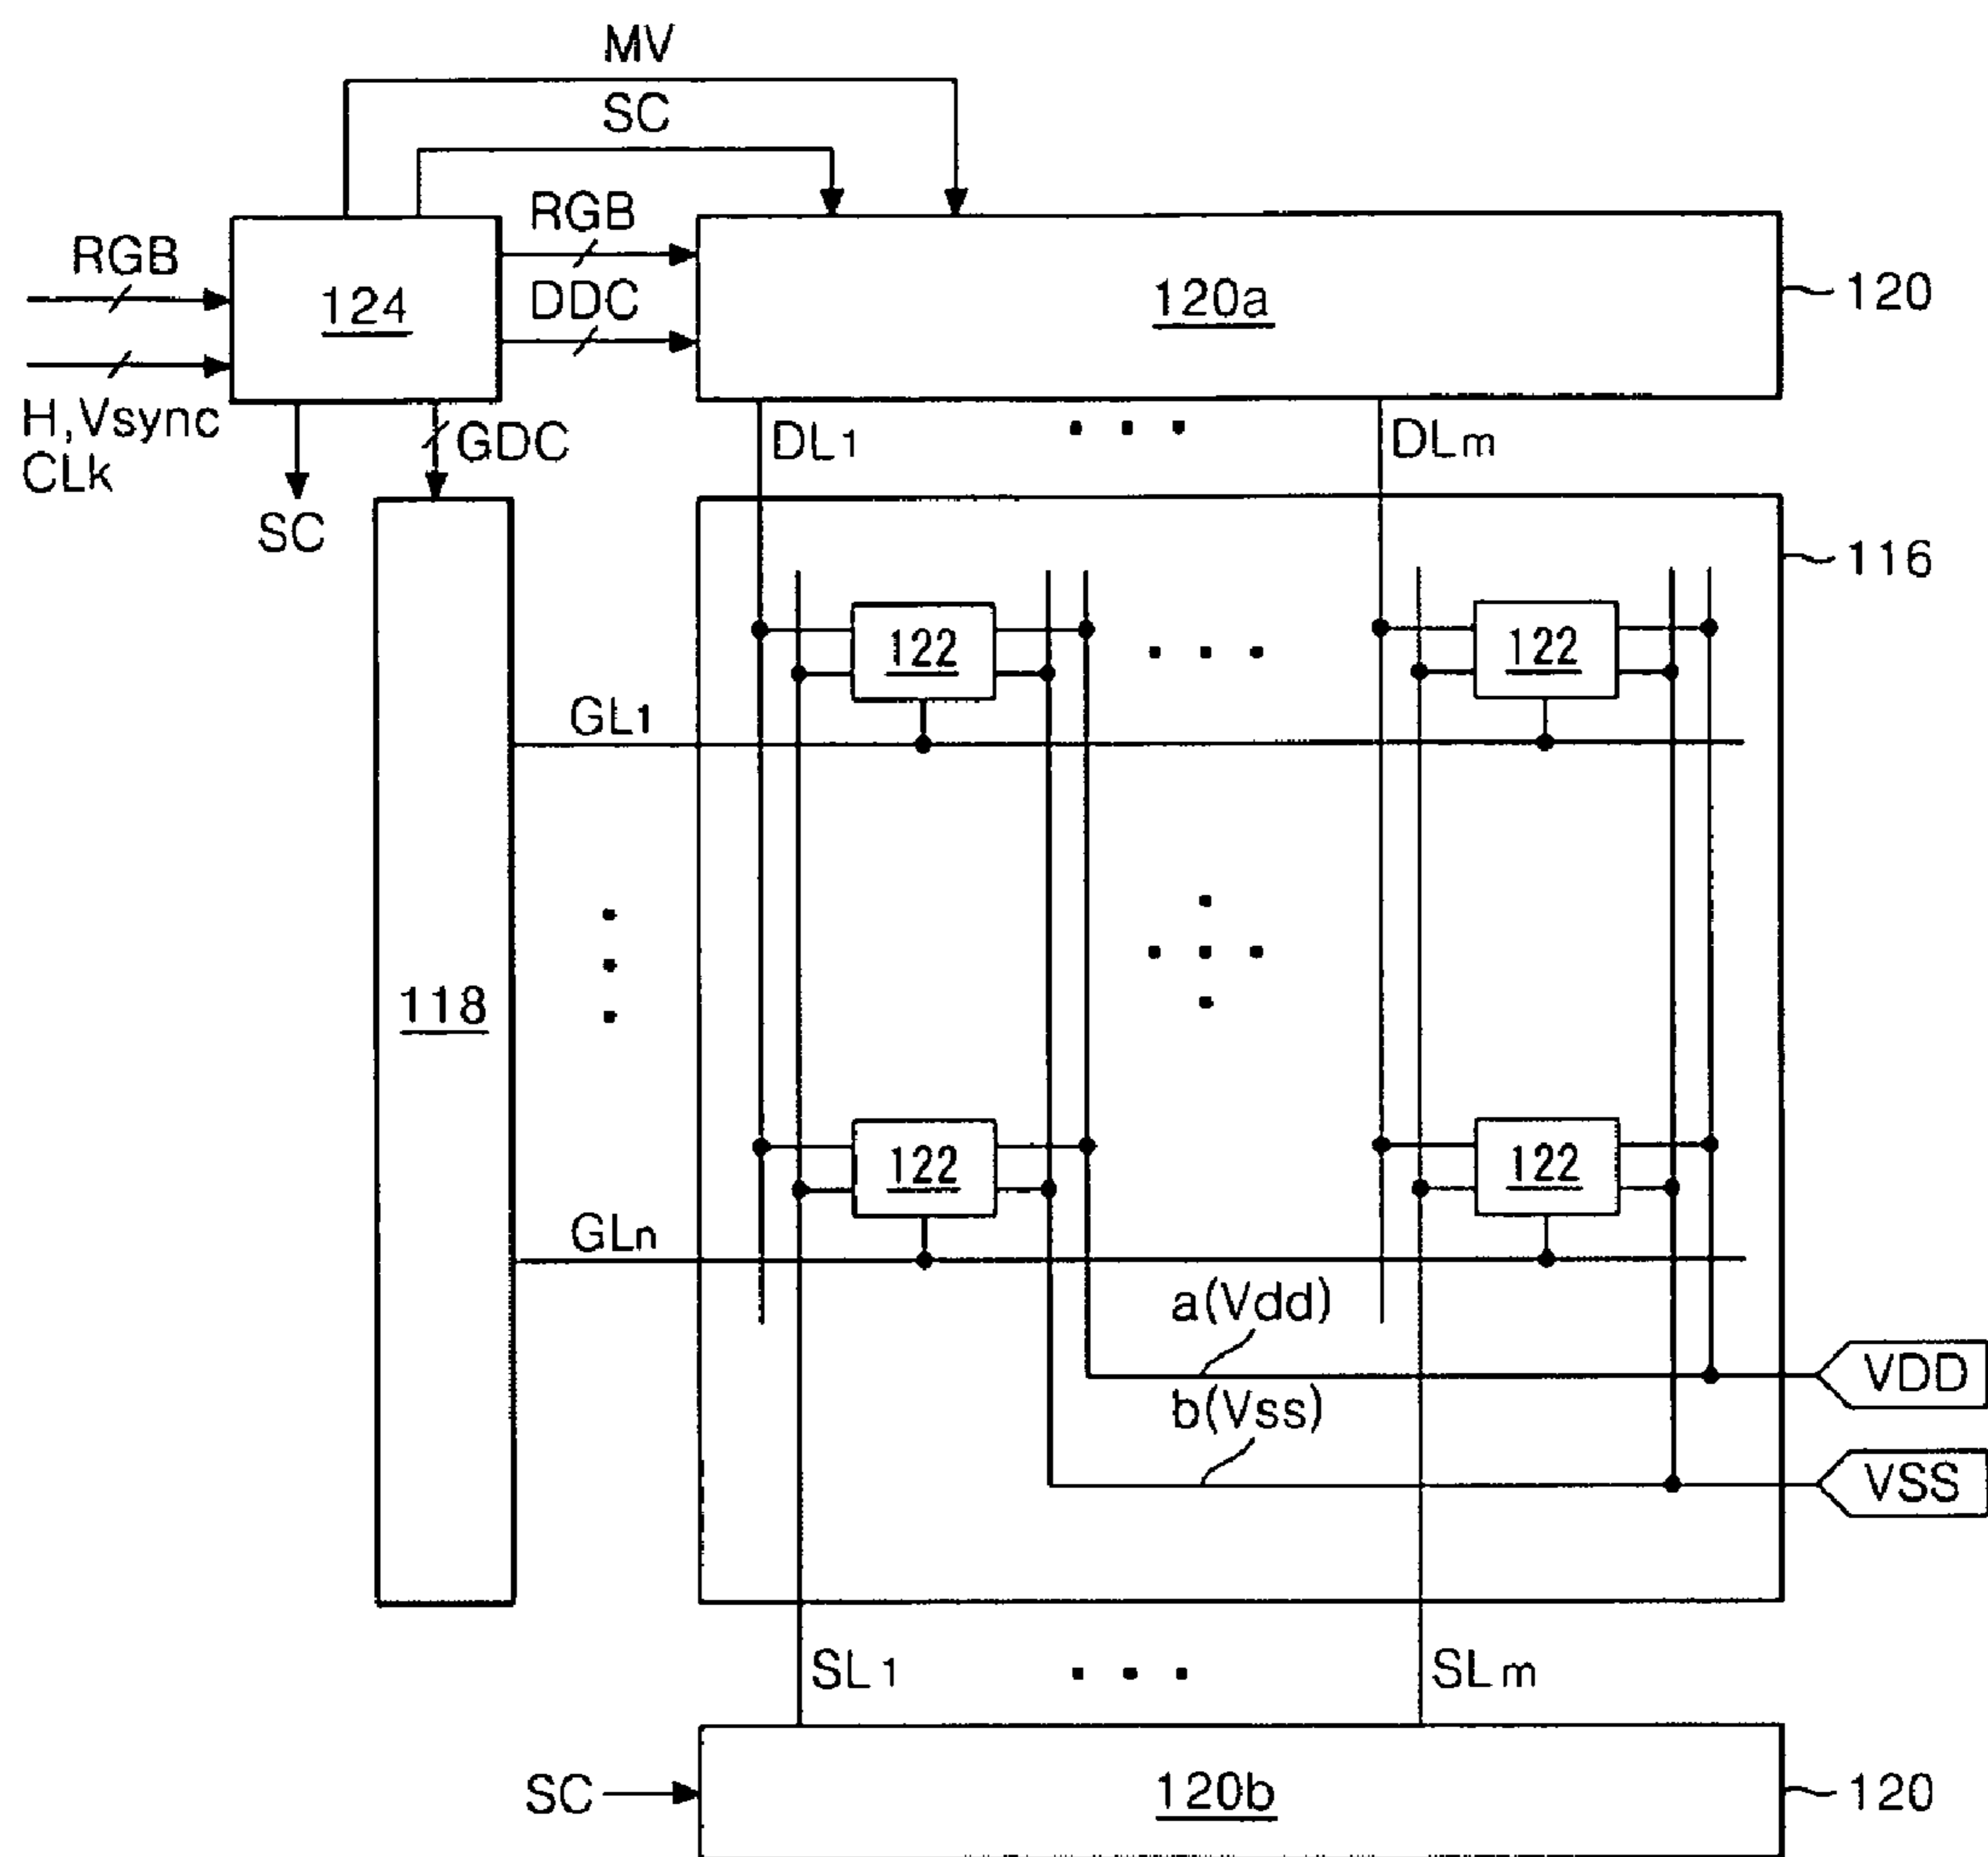 MV
SC
RGB
RGB
124
DDC
120a
120
H,Vsync
CLk
GDC
DL1
DLm
SC
116
122
122
GL1
118
122
122
GLn
a(Vdd)
VDD
b(Vss)
VSS
SL1
SLm
SC
120b
120